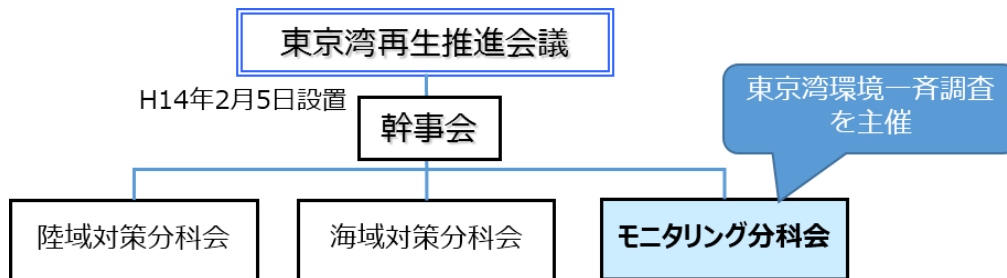 東京湾再生推進会議
H14年2月5日設置
幹事会
東京湾環境一斉調査
を主催
陸域対策分科会
海域対策分科会
モニタリング分科会